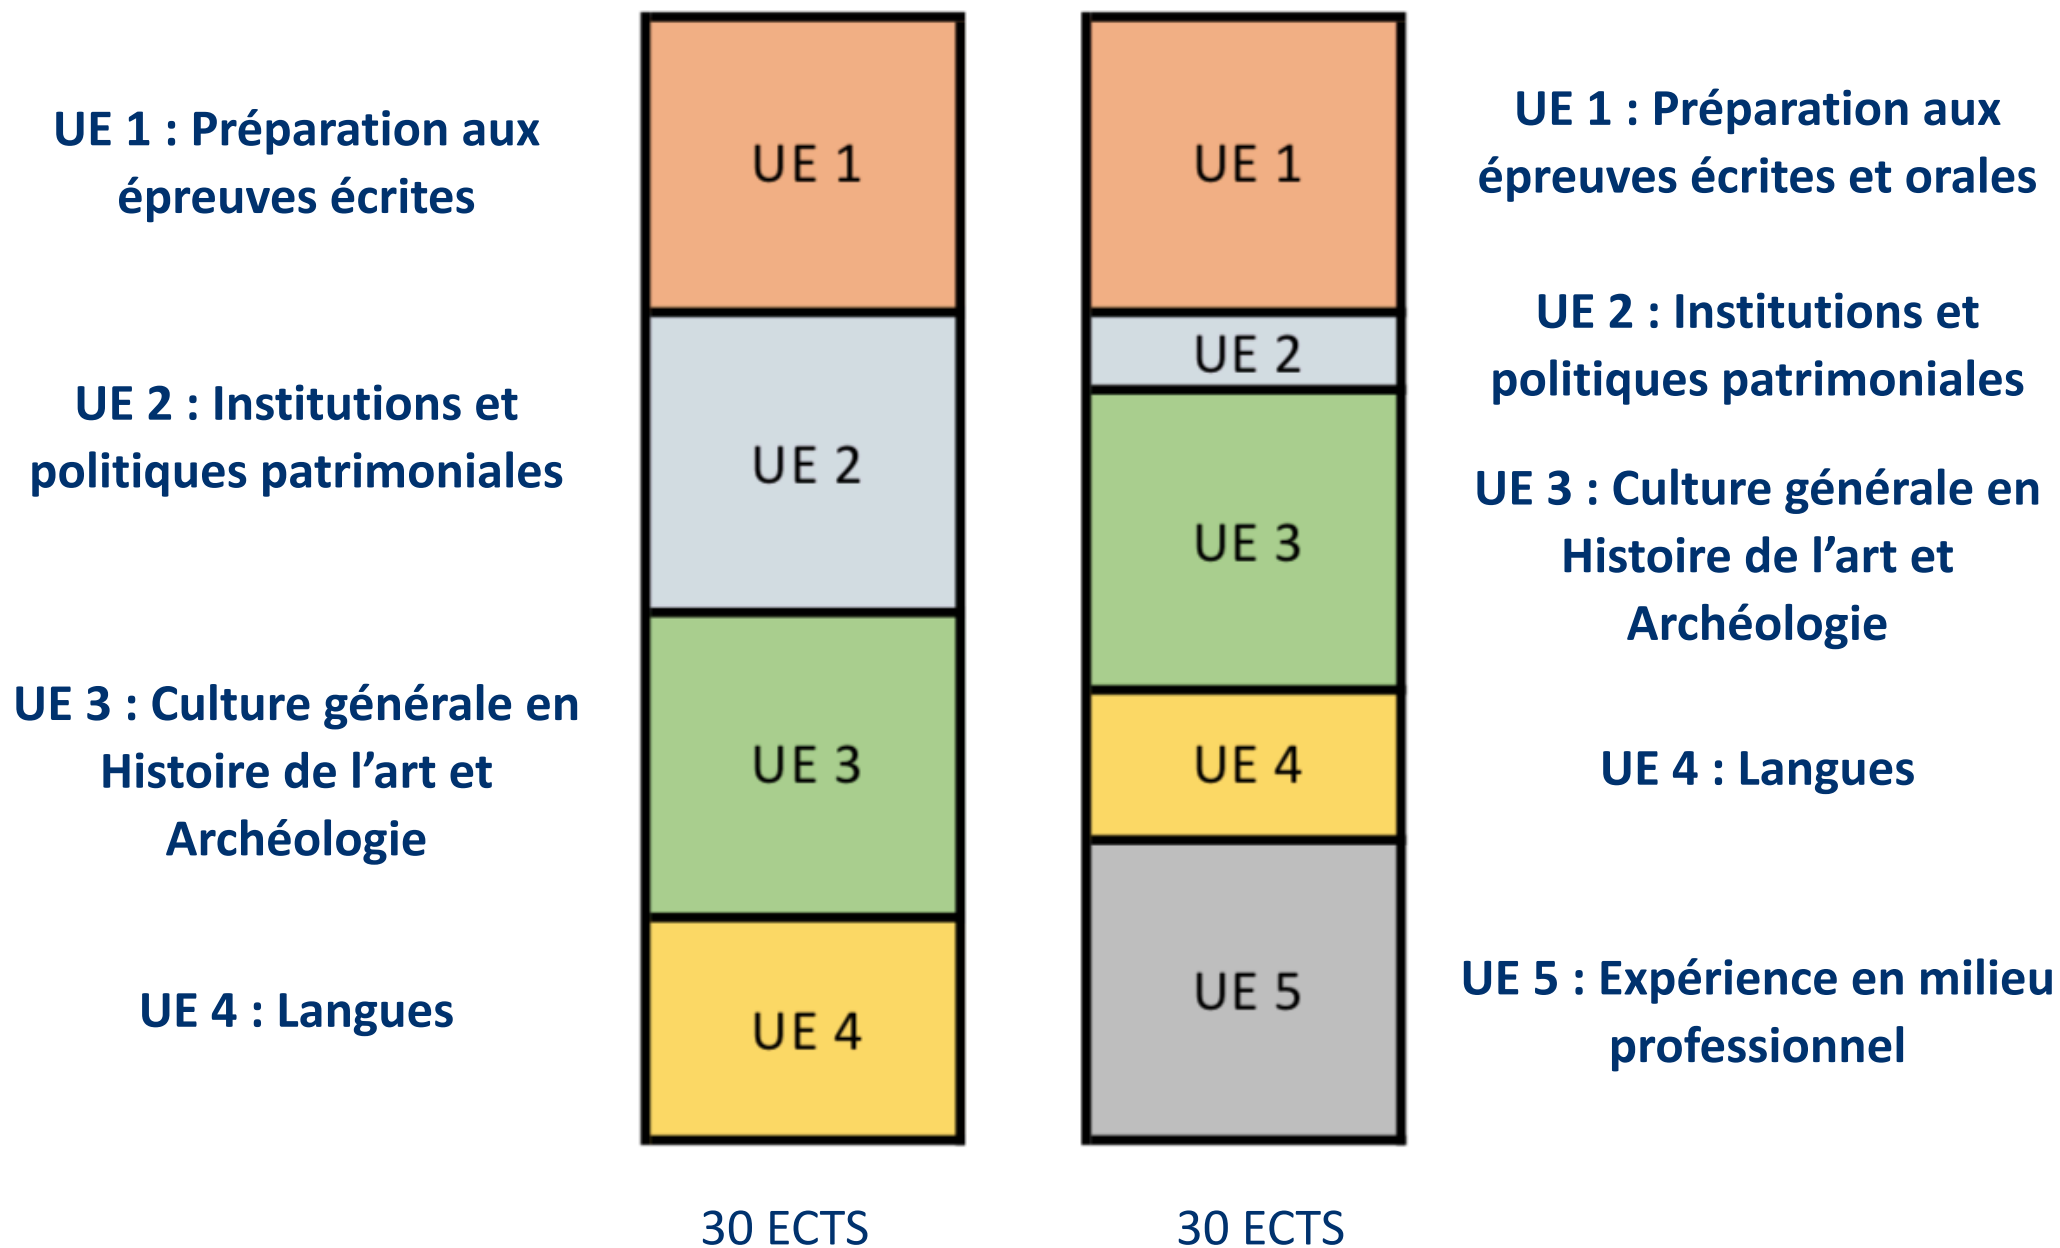 UE 1 : Préparation aux
épreuves écrites
UE 2 : Institutions et
politiques patrimoniales
UE 3 : Culture générale en
Histoire de l’art et
Archéologie
UE 4 : Langues
UE 1
UE 2
UE 3
UE 4
30 ECTS
UE 1
UE 2
UE 3
UE 4
UE 5
30 ECTS
UE 1 : Préparation aux
épreuves écrites et orales
UE 2 : Institutions et
politiques patrimoniales
UE 3 : Culture générale en
Histoire de l’art et
Archéologie
UE 4 : Langues
UE 5 : Expérience en milieu
professionnel